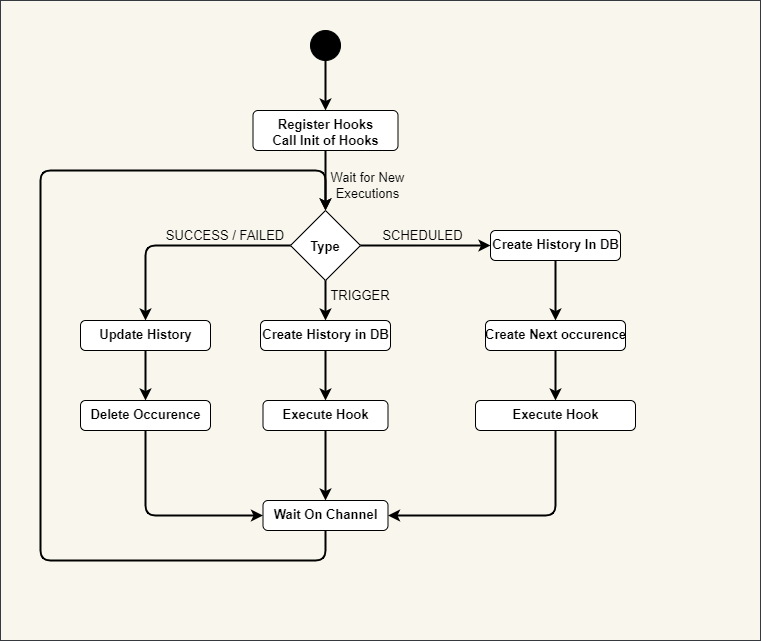 Register Hooks
Call Init of Hooks
Wait for New
Executions
SUCCESS / FAILED
Type
SCHEDULED
Create History In DB
TRIGGER
Update History
Create History in DB
Create Next occurence
Delete Occurence
Execute Hook
Execute Hook
Wait On Channel